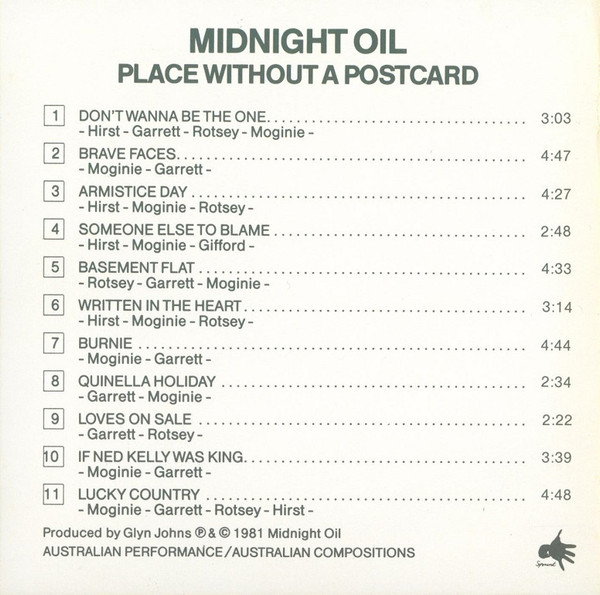 MIDNIGHT OIL
PLACE WITHOUT A POSTCARD
1 DON'T WANNA BE THE ONE................................. 3:03
- Hirst - Garrett - Rotsey - Moginie -
2 BRAVE FACES............................................. 4:47
- Moginie - Garrett -
3 ARMISTICE DAY ........................................... 4:27
- Hirst - Moginie - Rotsey -
4 SOMEONE ELSE TO BLAME ................................ 2:48
- Hirst - Moginie - Gifford -
5 BASEMENT FLAT .......................................... 4:33
- Rotsey - Garrett - Moginie -
6 WRITTEN IN THE HEART.................................... 3:14
- Hirst - Moginie - Rotsey -
7 BURNIE .................................................. 4:44
- Moginie - Garrett -
8 QUINELLA HOLIDAY ....................................... 2:34
- Garrett - Moginie -
9 LOVES ON SALE .......................................... 2:22
- Garrett - Rotsey -
10 IF NED KELLY WAS KING................................... 3:39
- Moginie - Garrett -
11 LUCKY COUNTRY ......................................... 4:48
- Moginie - Garrett - Rotsey - Hirst -
Produced by Glyn Johns ℗ & © 1981 Midnight Oil
AUSTRALIAN PERFORMANCE/AUSTRALIAN COMPOSITIONS